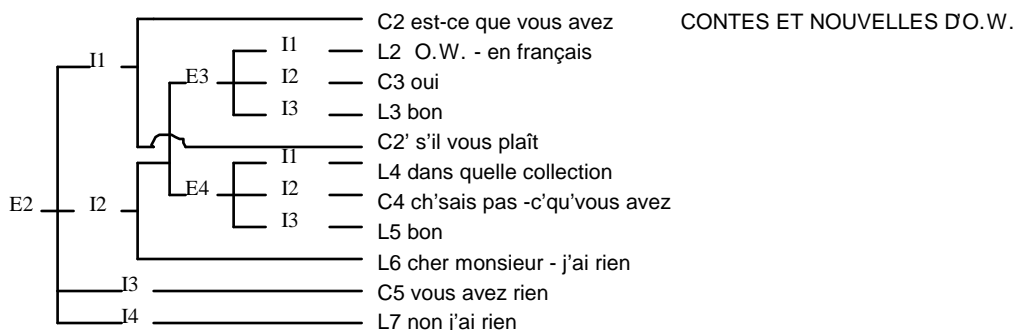 C2 est-ce que vous avez CONTES ET NOUVELLES D'O.W.
I1 L2 O.W. - en français
I1
E3 I2 C3 oui
I3 L3 bon
C2' s'il vous plaît
I1 L4 dans quelle collection
E2 I2 E4 I2 C4 ch'sais pas -c'qu'vous avez
I3 L5 bon
L6 cher monsieur - j'ai rien
I3 C5 vous avez rien
I4 L7 non j'ai rien